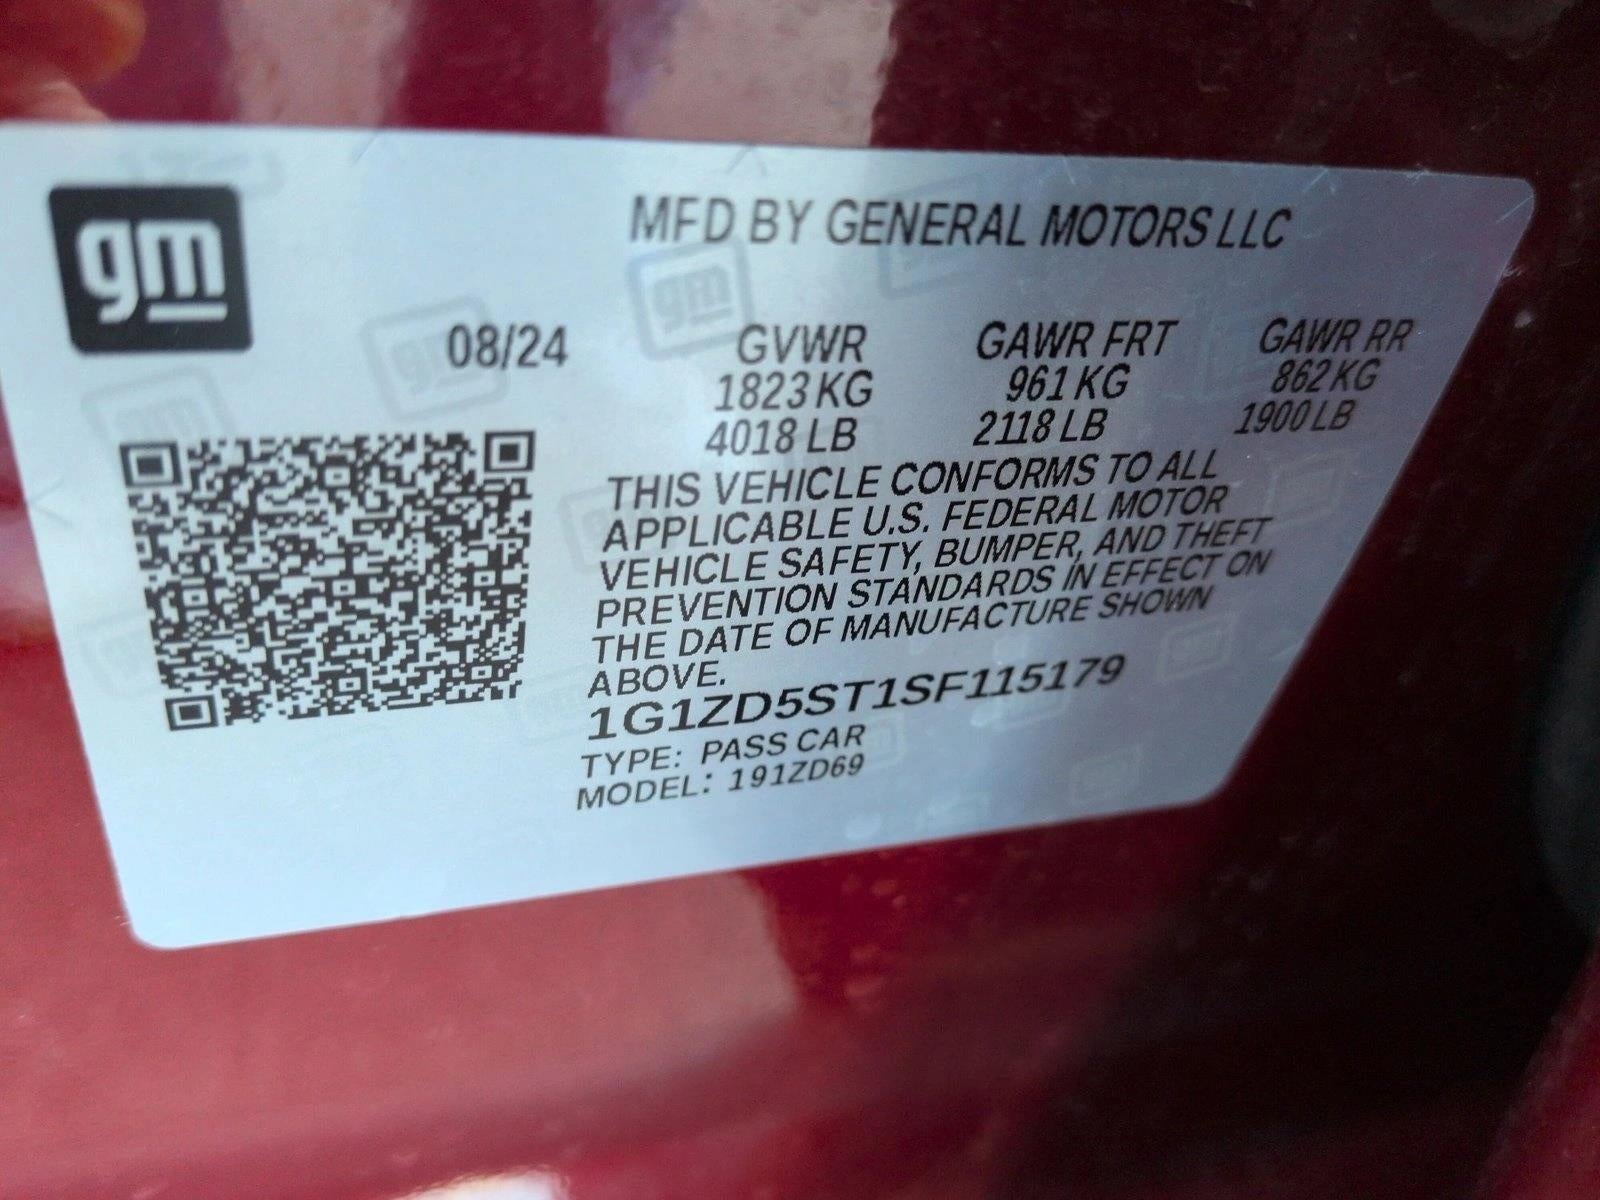 gm
MFD BY GENERAL MOTORS LLC
08/24 GVWR GAWR FRT GAWR RR
1823 KG 961 KG 862 KG
4018 LB 2118 LB 1900 LB
THIS VEHICLE CONFORMS TO ALL
APPLICABLE U.S. FEDERAL MOTOR
VEHICLE SAFETY, BUMPER, AND THEFT
PREVENTION STANDARDS IN EFFECT ON
THE DATE OF MANUFACTURE SHOWN
ABOVE.
1G1ZD5ST1SF115179
TYPE: PASS CAR
MODEL: 191ZD69